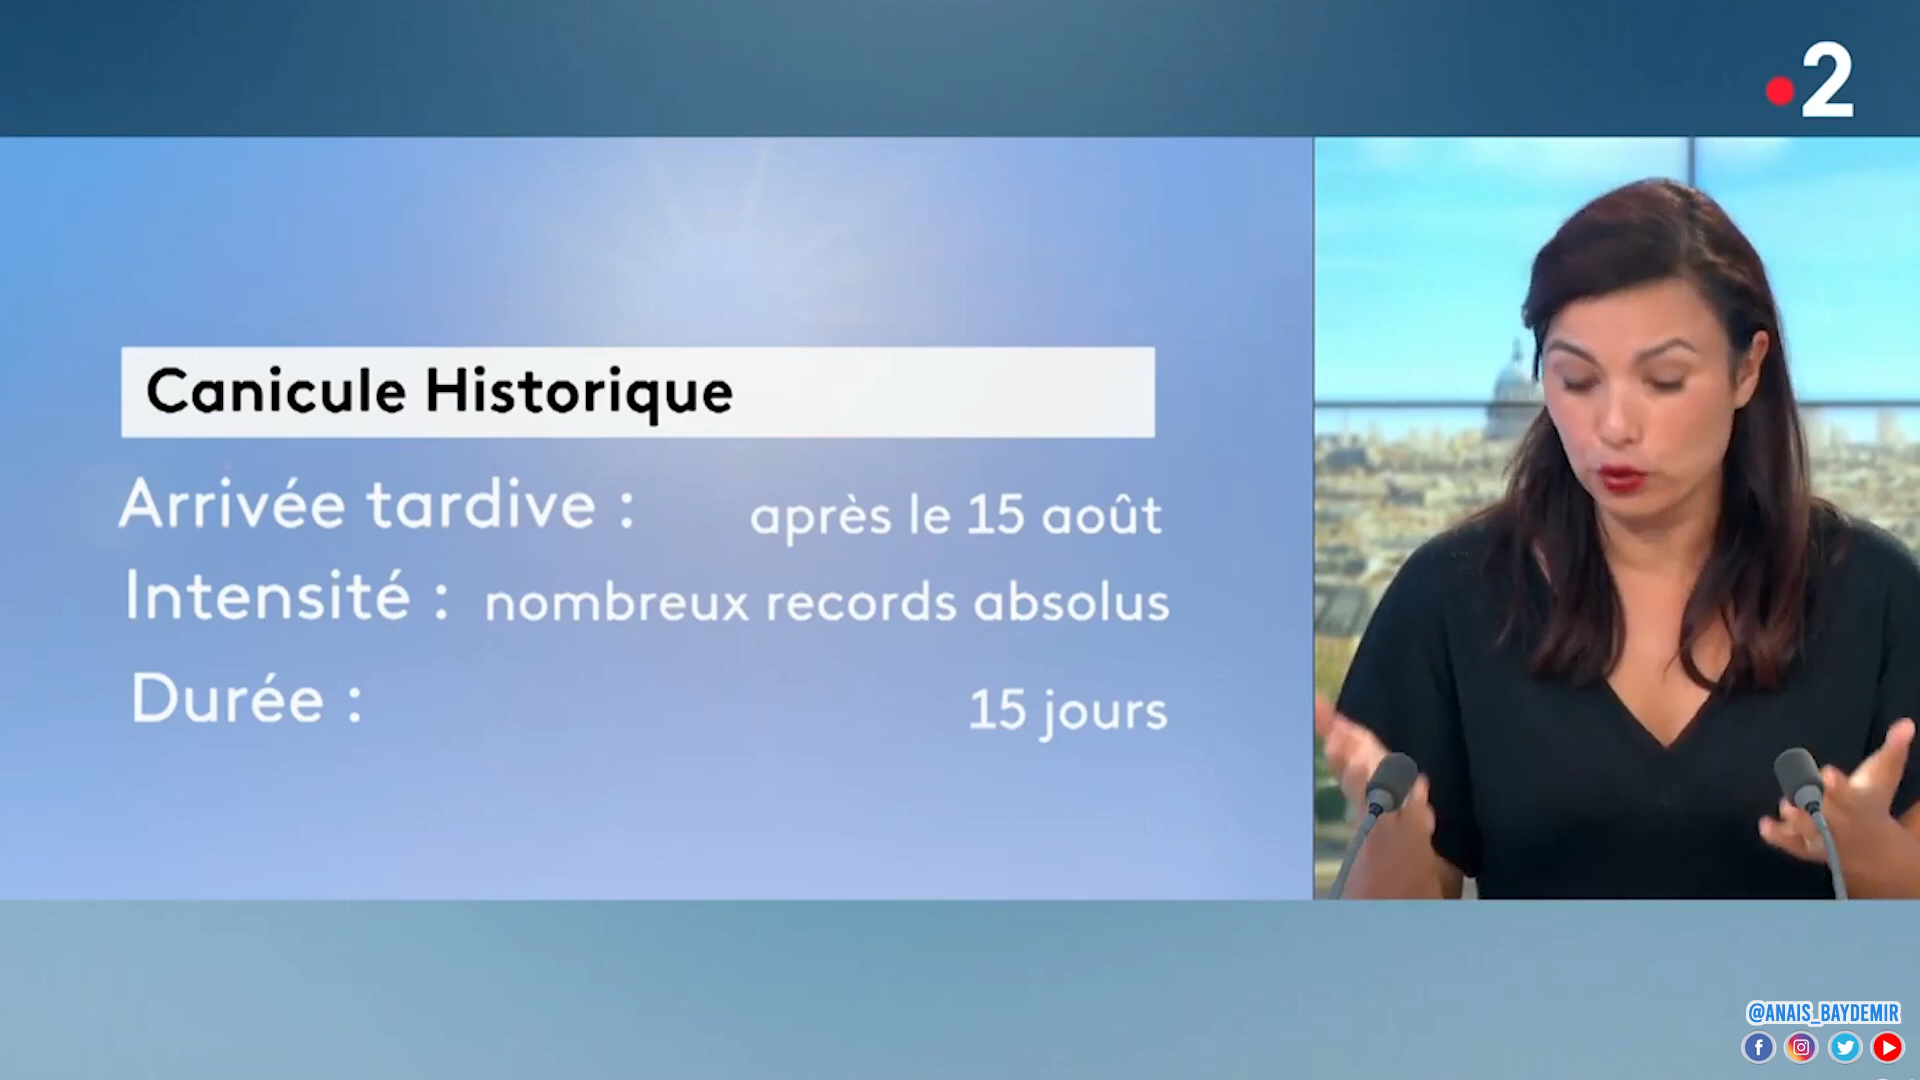 2
Canicule Historique
Arrivée tardive : après le 15 août
Intensité : nombreux records absolus
Durée : 15 jours
@ANAIS_BAYDEMIR